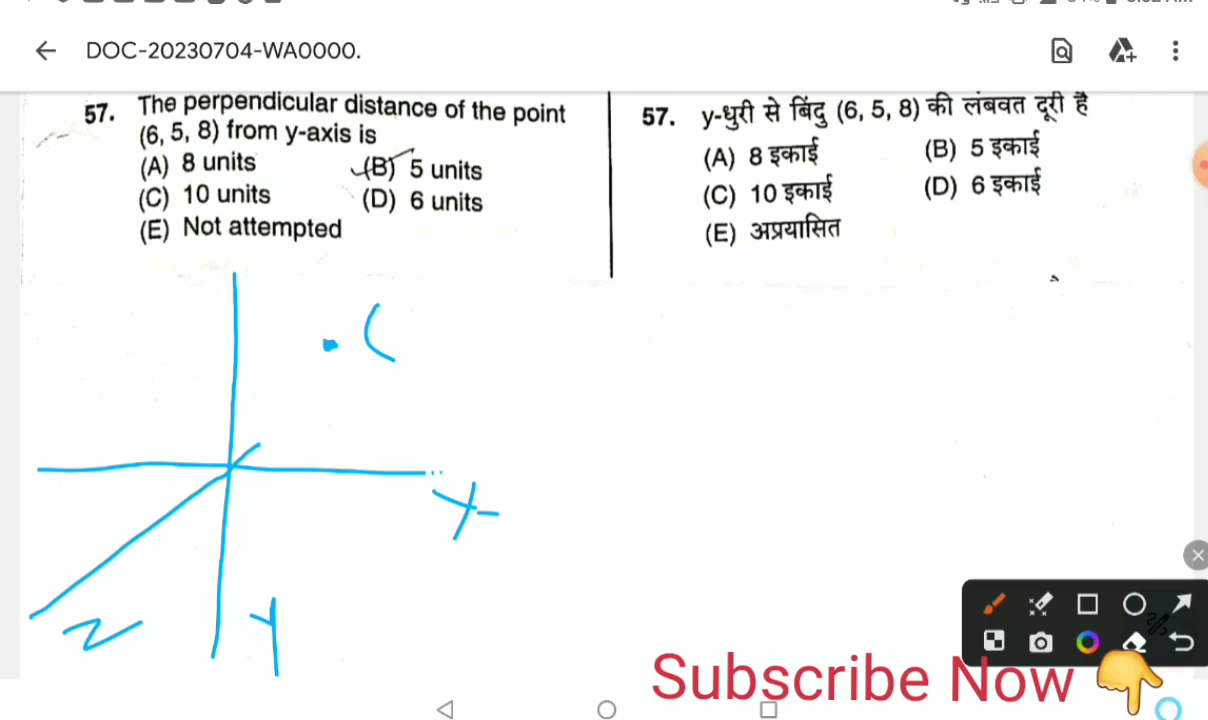 DOC-20230704-WA0000.
57. The perpendicular distance of the point
(6, 5, 8) from y-axis is
(A) 8 units (B) 5 units
(C) 10 units (D) 6 units
(E) Not attempted
57. y-धुरी से बिंदु (6, 5, 8) की लंबवत दूरी है
(A) 8 इकाई (B) 5 इकाई
(C) 10 इकाई (D) 6 इकाई
(E) अप्रयासित
(
X
Z
Y
Subscribe Now